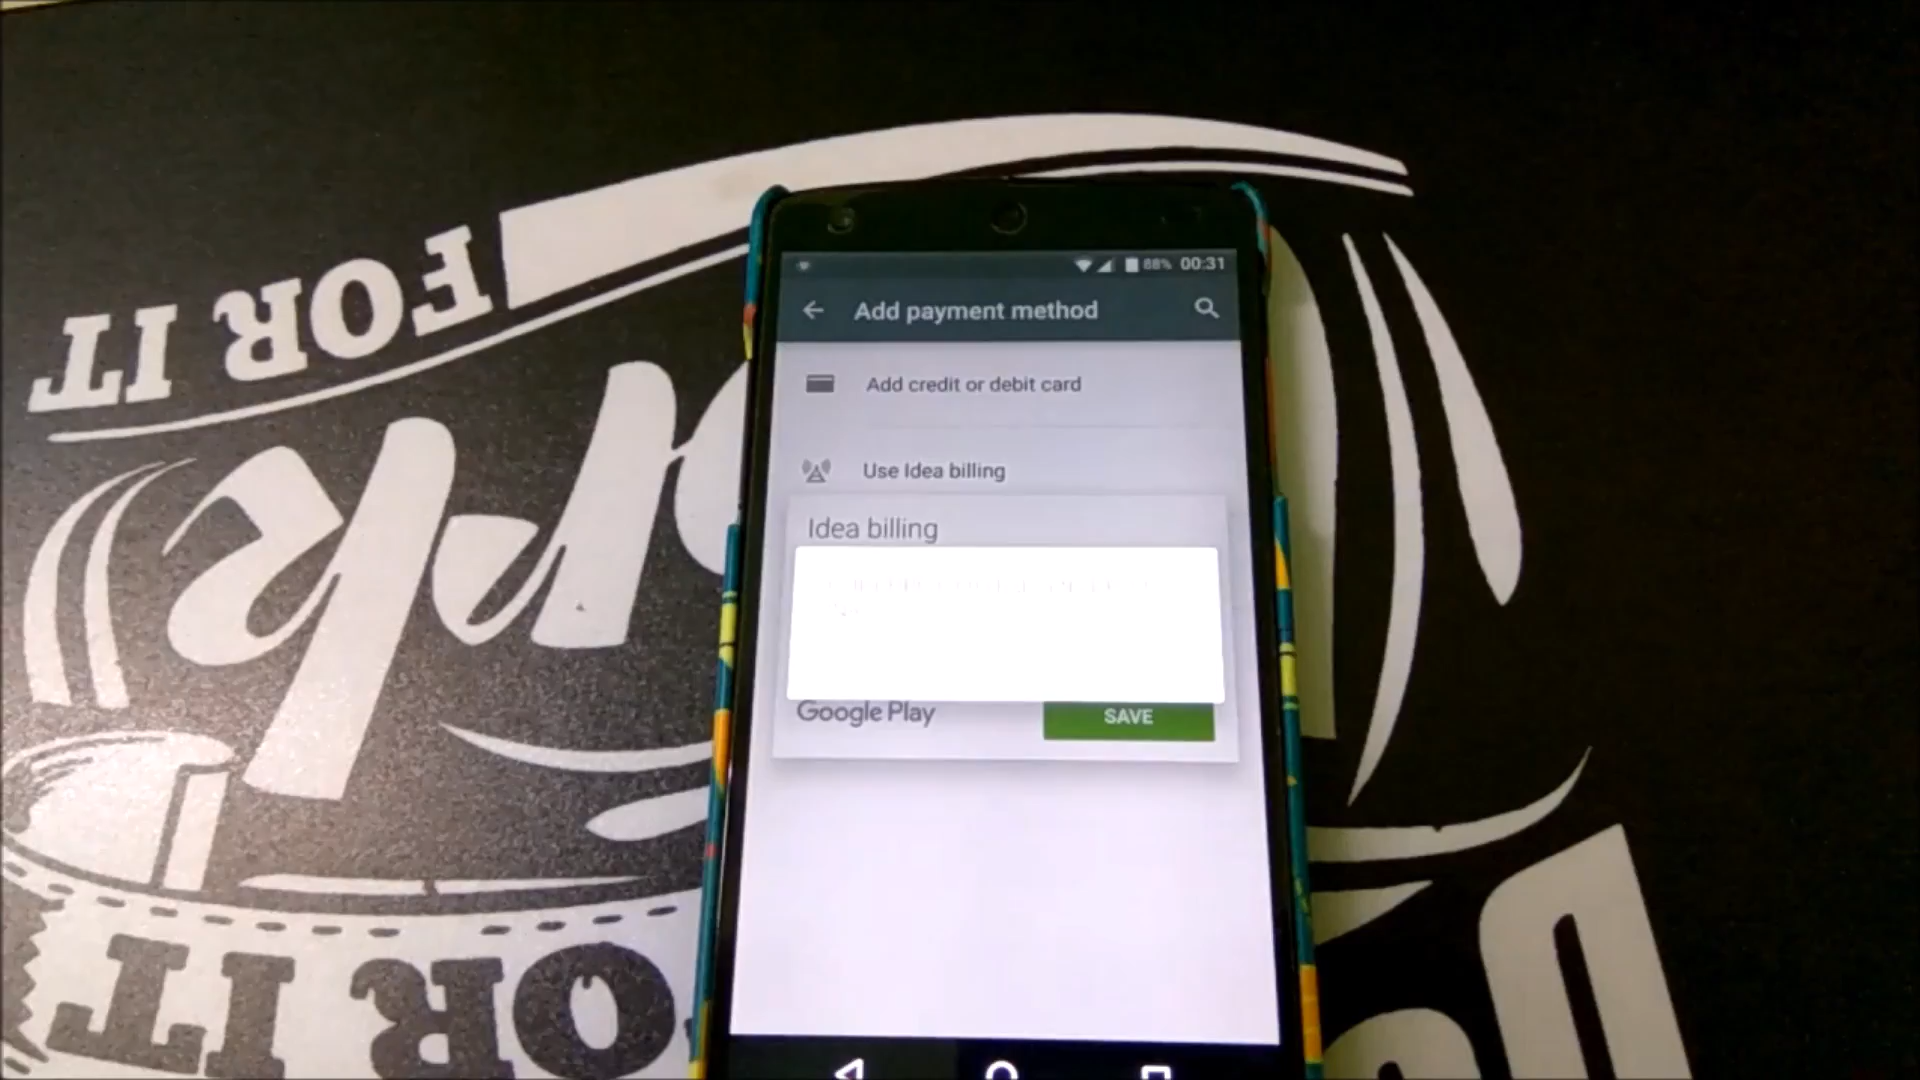 FOR IT
88% 00:31
Add payment method
Add credit or debit card
Use Idea billing
Idea billing
Google Play
SAVE
OR IT